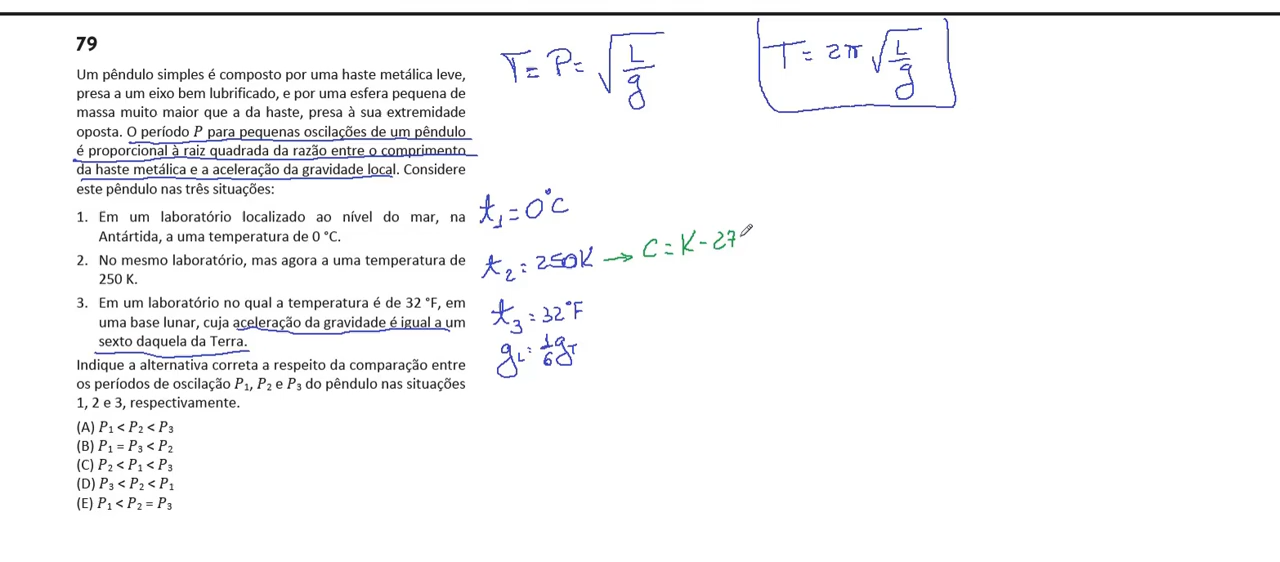 79
Um pêndulo simples é composto por uma haste metálica leve,
presa a um eixo bem lubrificado, e por uma esfera pequena de
massa muito maior que a da haste, presa à sua extremidade
oposta. O período P para pequenas oscilações de um pêndulo
é proporcional à raiz quadrada da razão entre o comprimento
da haste metálica e a aceleração da gravidade local. Considere
este pêndulo nas três situações:
1. Em um laboratório localizado ao nível do mar, na
Antártida, a uma temperatura de 0 °C.
2. No mesmo laboratório, mas agora a uma temperatura de
250 K.
3. Em um laboratório no qual a temperatura é de 32 °F, em
uma base lunar, cuja aceleração da gravidade é igual a um
sexto daquela da Terra.
Indique a alternativa correta a respeito da comparação entre
os períodos de oscilação P₁, P₂ e P₃ do pêndulo nas situações
1, 2 e 3, respectivamente.
(A) P₁ < P₂ < P₃
(B) P₁ = P₃ < P₂
(C) P₂ < P₁ < P₃
(D) P₃ < P₂ < P₁
(E) P₁ < P₂ = P₃
T = P = √(L/g)
T = 2π √(L/g)
t₁ = 0°C
t₂ = 250K → C = K - 27
t₃ = 32°F
g_L = 1/6 g_T